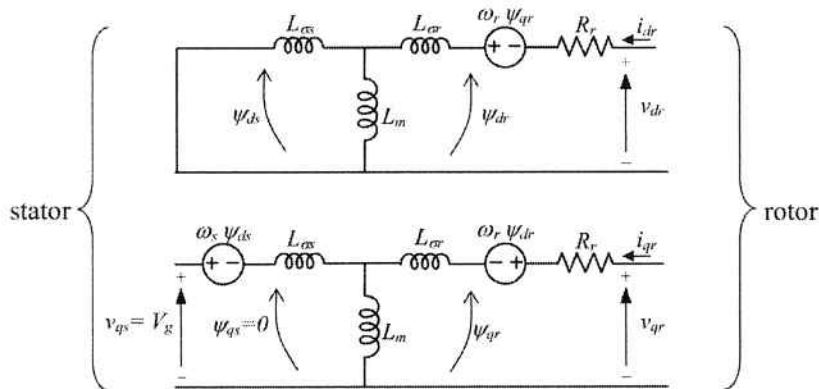 L_σs L_σr ω_r ψ_qr R_r i_dr
+ − +
ψ_ds L_m ψ_dr v_dr
−
stator rotor
ω_s ψ_ds L_σs L_σr ω_r ψ_dr R_r i_qr
+ + − − + +
v_qs = V_g ψ_qs=0 L_m ψ_qr v_qr
− −